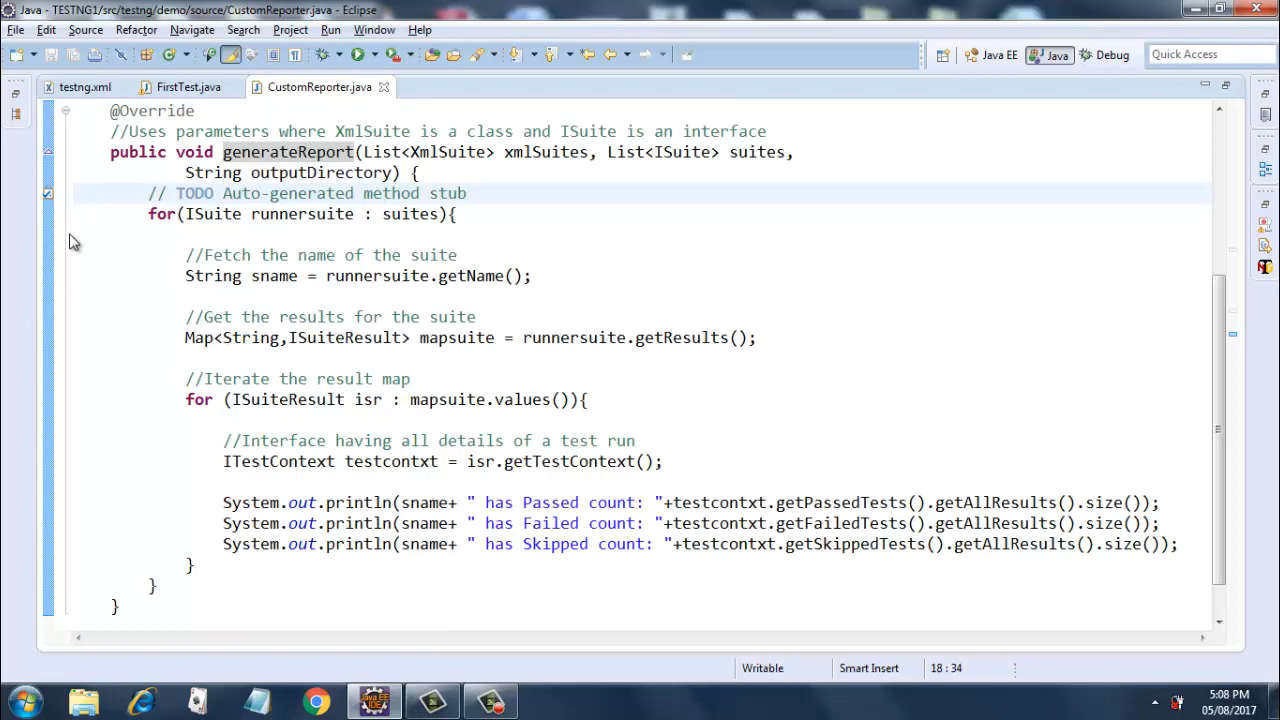 Java - TESTNG1/src/testng/demo/source/CustomReporter.java - Eclipse
File Edit Source Refactor Navigate Search Project Run Window Help
Java EE Java Debug Quick Access
testng.xml FirstTest.java CustomReporter.java
@Override
//Uses parameters where XmlSuite is a class and ISuite is an interface
public void generateReport(List<XmlSuite> xmlSuites, List<ISuite> suites,
String outputDirectory) {
// TODO Auto-generated method stub
for(ISuite runnersuite : suites){
//Fetch the name of the suite
String sname = runnersuite.getName();
//Get the results for the suite
Map<String,ISuiteResult> mapsuite = runnersuite.getResults();
//Iterate the result map
for (ISuiteResult isr : mapsuite.values()){
//Interface having all details of a test run
ITestContext testcontxt = isr.getTestContext();
System.out.println(sname+ " has Passed count: "+testcontxt.getPassedTests().getAllResults().size());
System.out.println(sname+ " has Failed count: "+testcontxt.getFailedTests().getAllResults().size());
System.out.println(sname+ " has Skipped count: "+testcontxt.getSkippedTests().getAllResults().size());
}
}
}
Writable Smart Insert 18 : 34
Java EE IDE
5:08 PM
05/08/2017